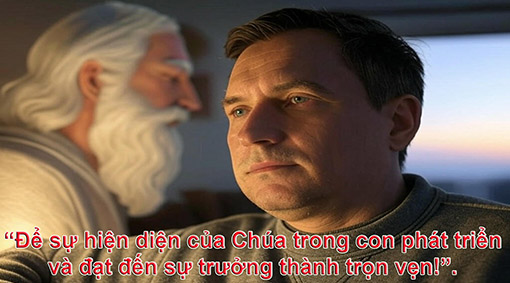 “Để sự hiện diện của Chúa trong con phát triển
và đạt đến sự trưởng thành trọn vẹn!”.